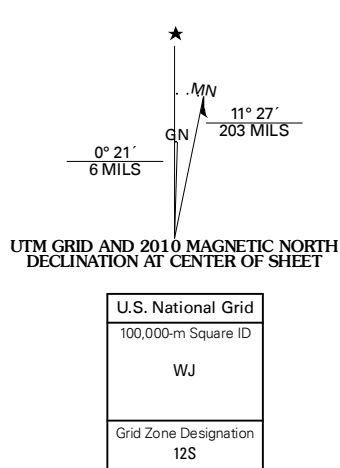 ★
MN
11° 27´
203 MILS
GN
0° 21´
6 MILS
UTM GRID AND 2010 MAGNETIC NORTH
DECLINATION AT CENTER OF SHEET
U.S. National Grid
100,000-m Square ID
WJ
Grid Zone Designation
12S